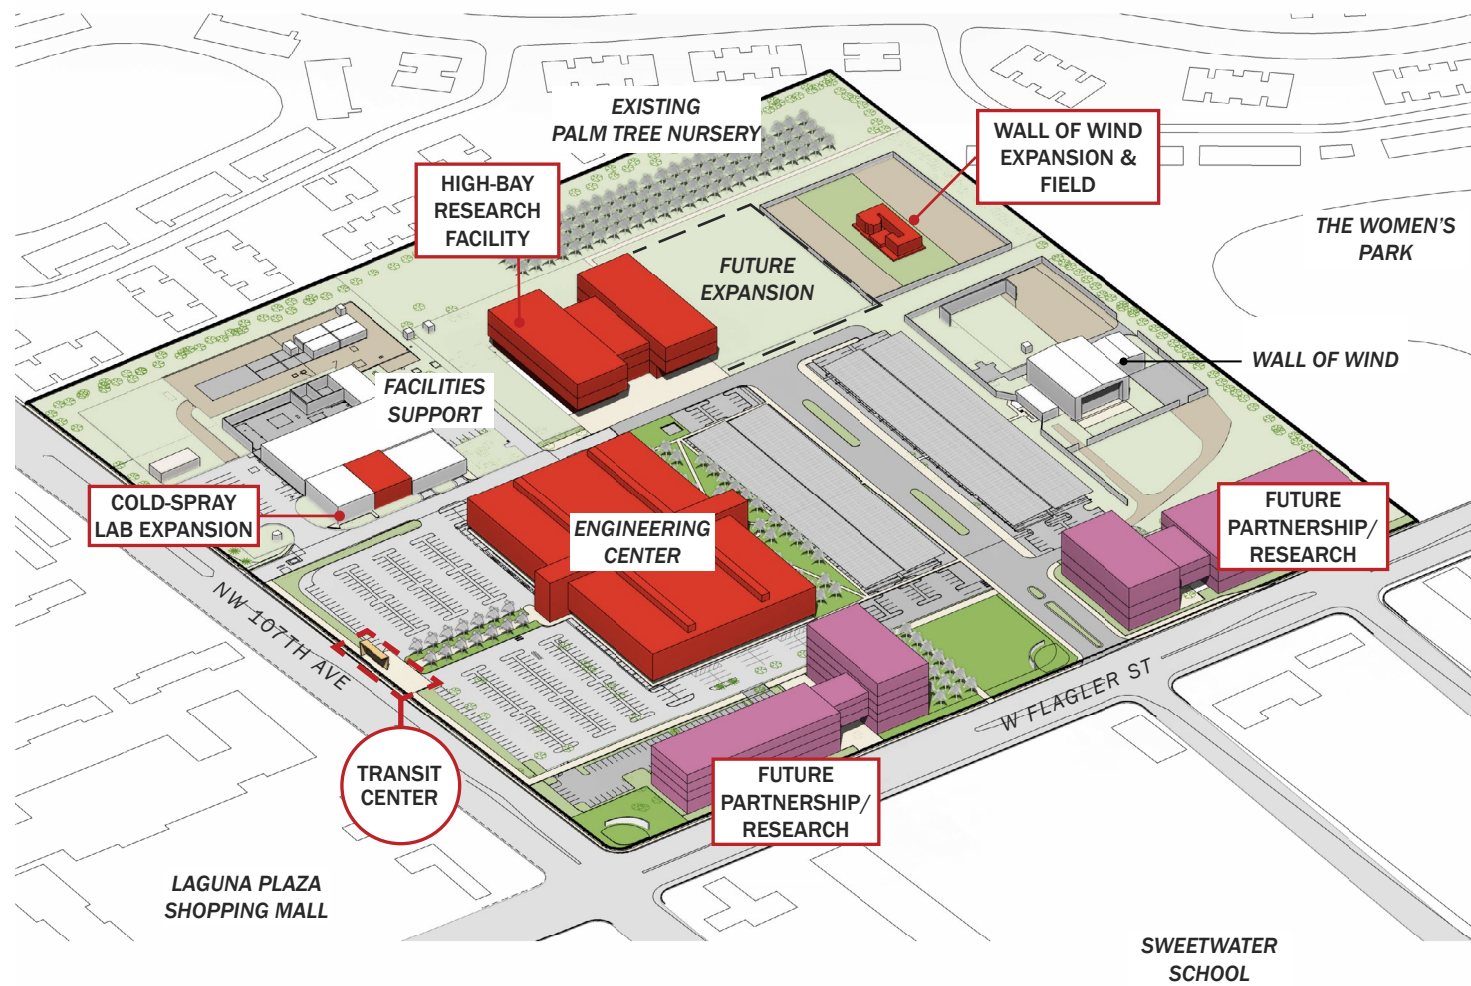 EXISTING
PALM TREE NURSERY
WALL OF WIND
EXPANSION &
FIELD
HIGH-BAY
RESEARCH
FACILITY
THE WOMEN'S
PARK
FUTURE
EXPANSION
WALL OF WIND
FACILITIES
SUPPORT
COLD-SPRAY
LAB EXPANSION
ENGINEERING
CENTER
FUTURE
PARTNERSHIP/
RESEARCH
NW 107TH AVE
W FLAGLER ST
TRANSIT
CENTER
FUTURE
PARTNERSHIP/
RESEARCH
LAGUNA PLAZA
SHOPPING MALL
SWEETWATER
SCHOOL